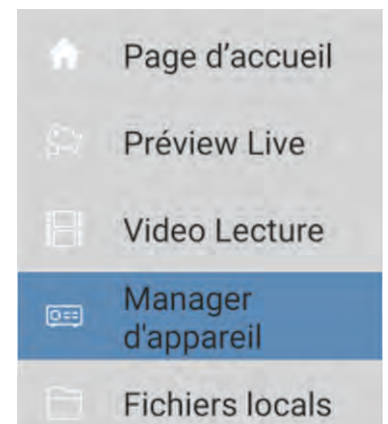 Page d’accueil
Préview Live
Video Lecture
Manager
d'appareil
Fichiers locals